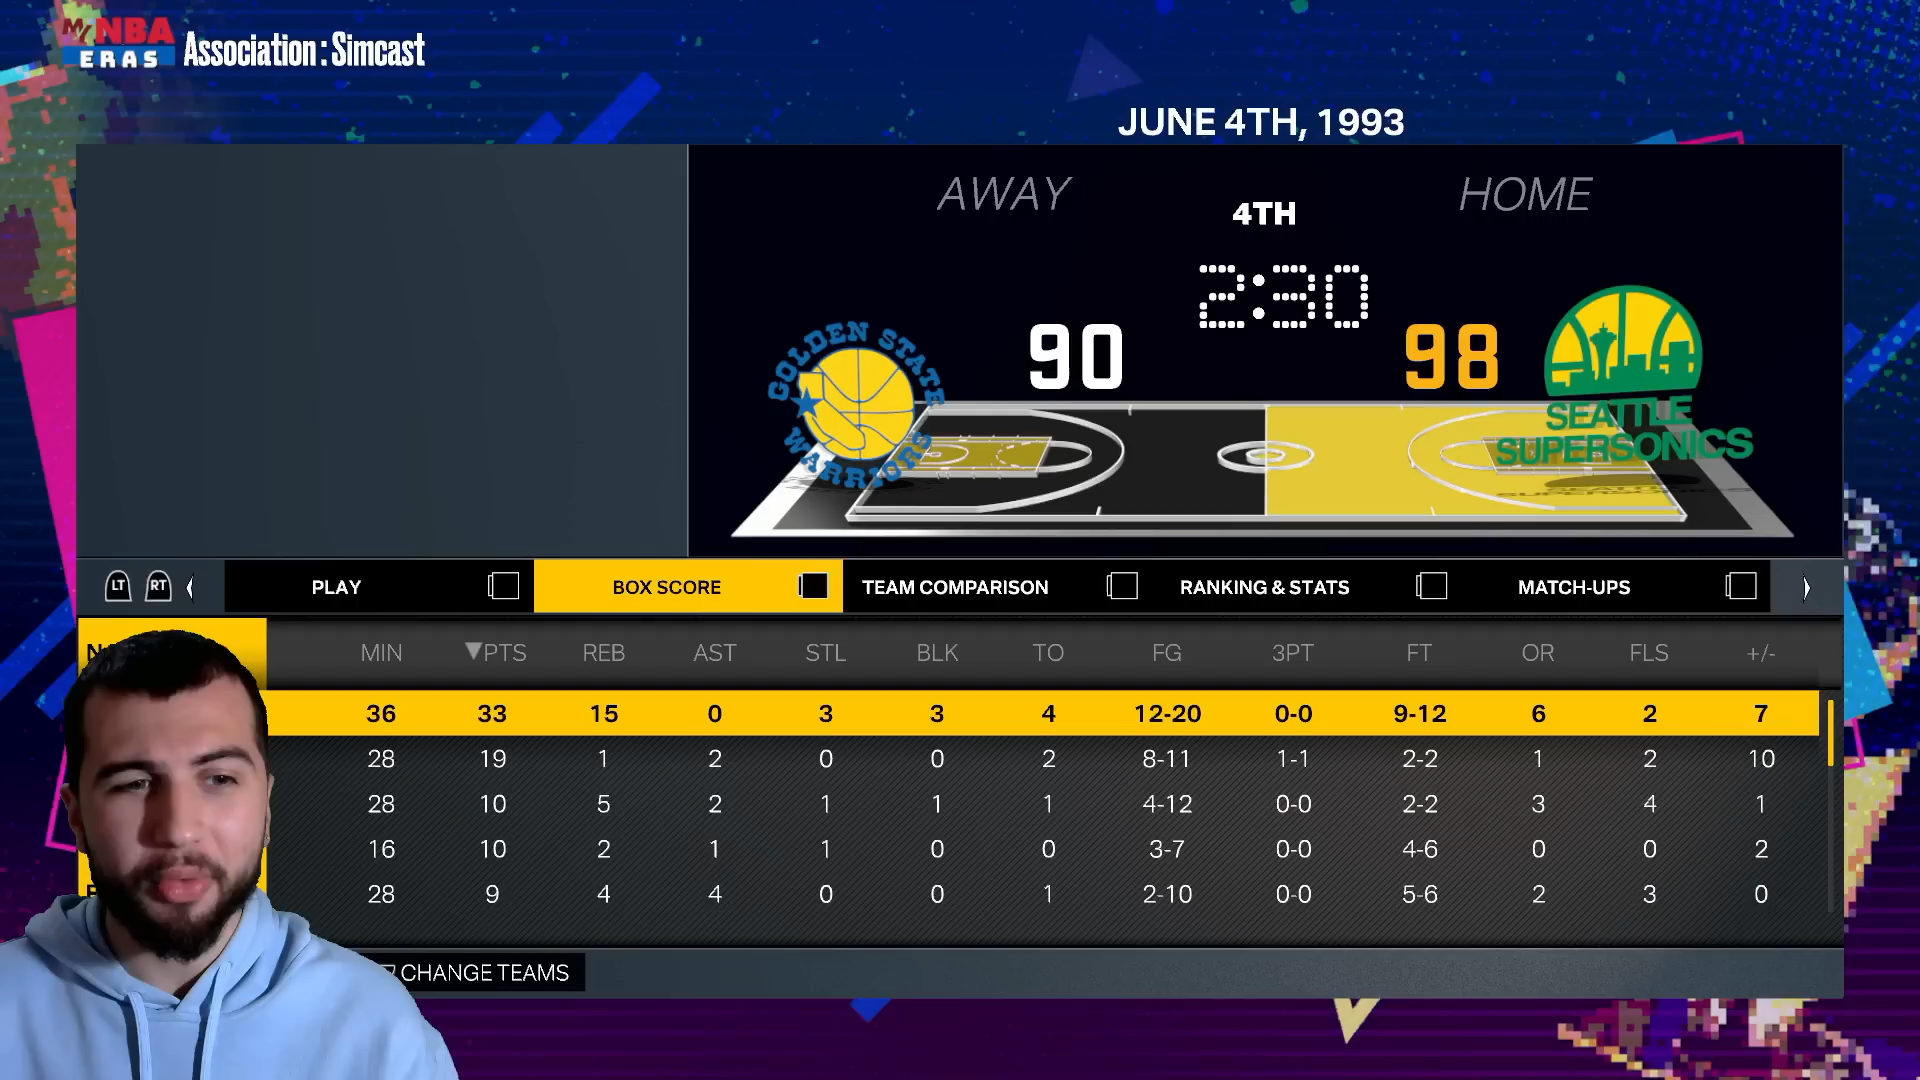 MyNBA
ERAS
Association : Simcast
JUNE 4TH, 1993
AWAY
4TH
HOME
2:30
90
98
GOLDEN STATE
WARRIORS
SEATTLE
SUPERSONICS
LT RT PLAY BOX SCORE TEAM COMPARISON RANKING & STATS MATCH-UPS
MIN PTS REB AST STL BLK TO FG 3PT FT OR FLS +/-
36 33 15 0 3 3 4 12-20 0-0 9-12 6 2 7
28 19 1 2 0 0 2 8-11 1-1 2-2 1 2 10
28 10 5 2 1 1 1 4-12 0-0 2-2 3 4 1
16 10 2 1 1 0 0 3-7 0-0 4-6 0 0 2
28 9 4 4 0 0 1 2-10 0-0 5-6 2 3 0
CHANGE TEAMS